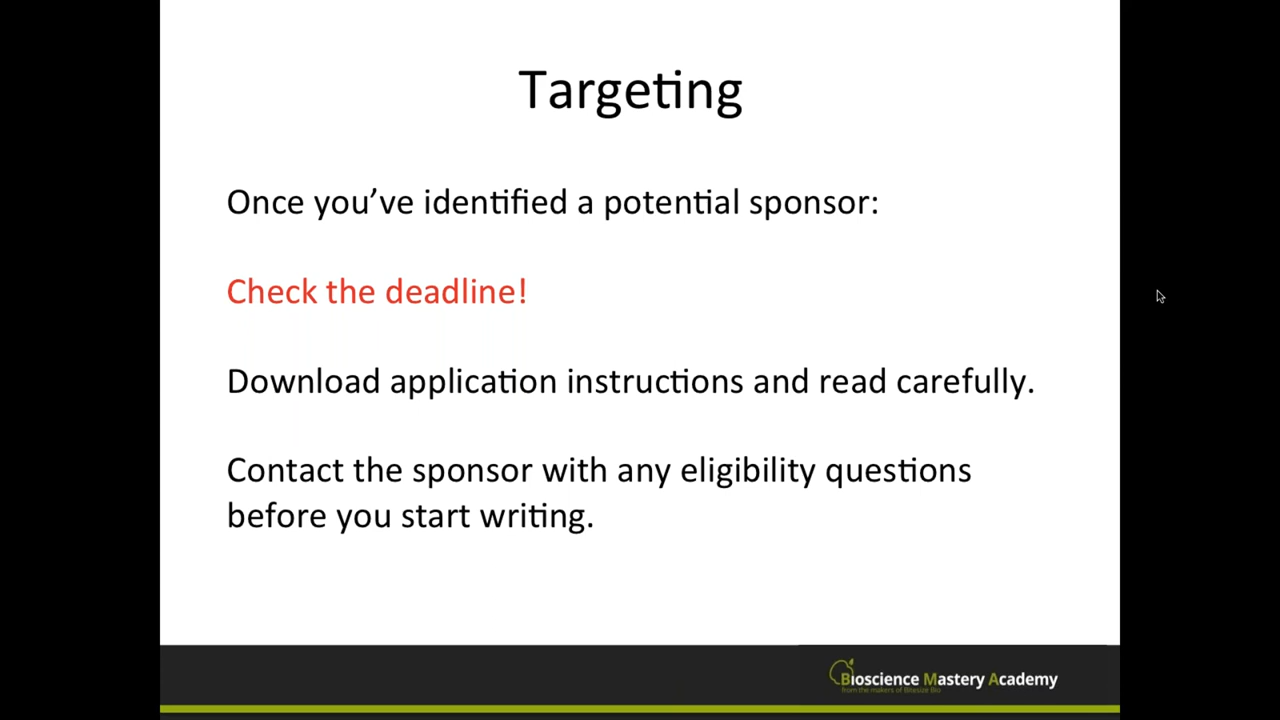 Targeting
Once you’ve identified a potential sponsor:
Check the deadline!
Download application instructions and read carefully.
Contact the sponsor with any eligibility questions
before you start writing.
Bioscience Mastery Academy
from the makers of Bitesize Bio